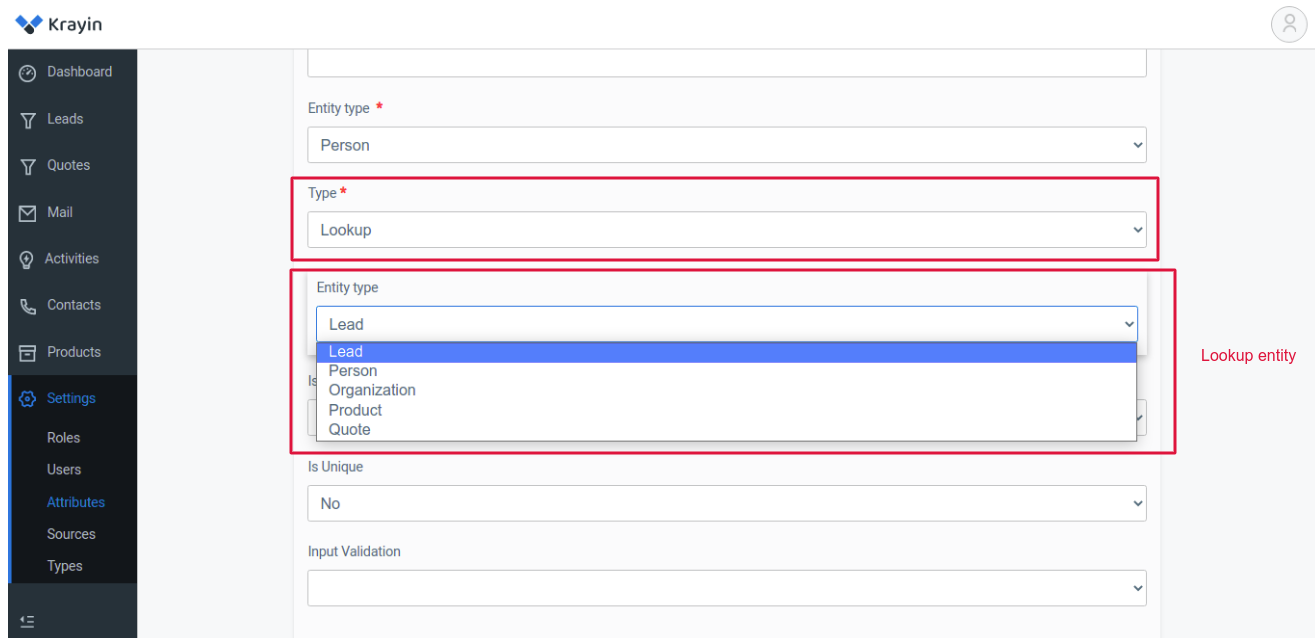 Krayin
Dashboard
Leads
Quotes
Mail
Activities
Contacts
Products
Settings
Roles
Users
Attributes
Sources
Types
Entity type *
Person
Type *
Lookup
Entity type
Lead
Lead
Person
Organization
Product
Quote
Lookup entity
Is Unique
No
Input Validation